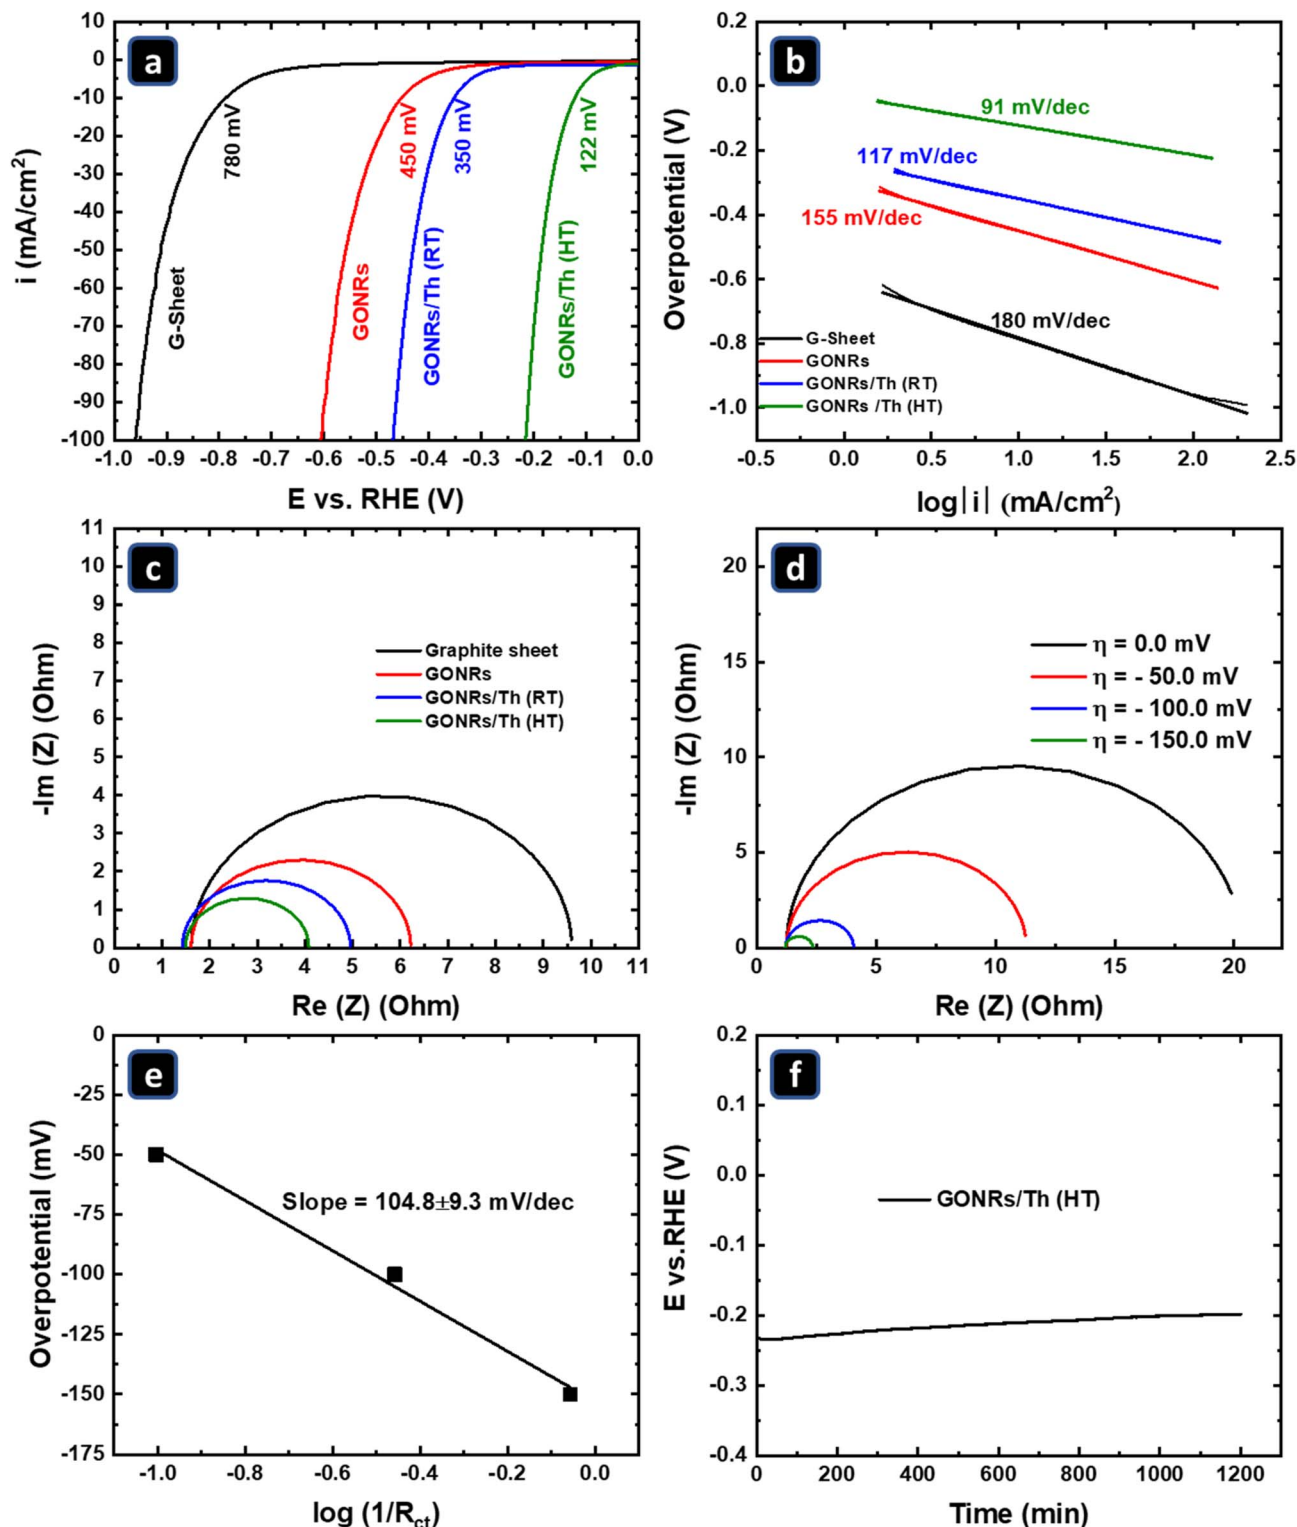 a
10
0
-10
-20
-30
-40
-50
-60
-70
-80
-90
-100
i (mA/cm²)
780 mV
450 mV
350 mV
122 mV
G-Sheet
GONRs
GONRs/Th (RT)
GONRs/Th (HT)
-1.0 -0.9 -0.8 -0.7 -0.6 -0.5 -0.4 -0.3 -0.2 -0.1 0.0
E vs. RHE (V)
b
0.2
0.0
-0.2
-0.4
-0.6
-0.8
-1.0
Overpotential (V)
91 mV/dec
117 mV/dec
155 mV/dec
180 mV/dec
G-Sheet
GONRs
GONRs/Th (RT)
GONRs /Th (HT)
-0.5 0.0 0.5 1.0 1.5 2.0 2.5
log|i| (mA/cm²)
c
11
10
9
8
7
6
5
4
3
2
1
0
-Im (Z) (Ohm)
Graphite sheet
GONRs
GONRs/Th (RT)
GONRs/Th (HT)
0 1 2 3 4 5 6 7 8 9 10 11
Re (Z) (Ohm)
d
20
15
10
5
0
-Im (Z) (Ohm)
η = 0.0 mV
η = - 50.0 mV
η = - 100.0 mV
η = - 150.0 mV
0 5 10 15 20
Re (Z) (Ohm)
e
0
-25
-50
-75
-100
-125
-150
-175
Overpotential (mV)
Slope = 104.8±9.3 mV/dec
-1.0 -0.8 -0.6 -0.4 -0.2 0.0
log (1/Rct)
f
0.2
0.1
0.0
-0.1
-0.2
-0.3
-0.4
E vs.RHE (V)
GONRs/Th (HT)
0 200 400 600 800 1000 1200
Time (min)